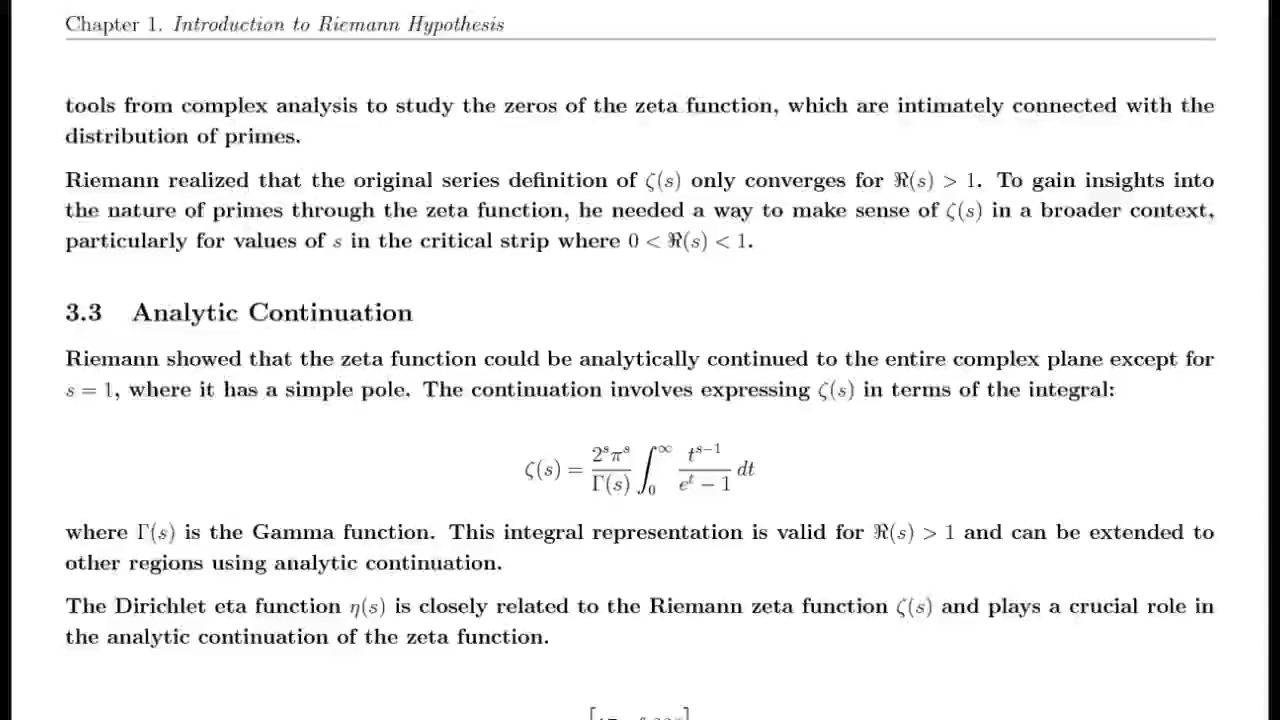 Chapter 1. Introduction to Riemann Hypothesis
tools from complex analysis to study the zeros of the zeta function, which are intimately connected with the
distribution of primes.
Riemann realized that the original series definition of ζ(s) only converges for ℜ(s) > 1. To gain insights into
the nature of primes through the zeta function, he needed a way to make sense of ζ(s) in a broader context,
particularly for values of s in the critical strip where 0 < ℜ(s) < 1.
3.3 Analytic Continuation
Riemann showed that the zeta function could be analytically continued to the entire complex plane except for
s = 1, where it has a simple pole. The continuation involves expressing ζ(s) in terms of the integral:
ζ(s) = \frac{2^s π^s}{Γ(s)} ∫_0^∞ \frac{t^{s−1}}{e^t − 1} dt
where Γ(s) is the Gamma function. This integral representation is valid for ℜ(s) > 1 and can be extended to
other regions using analytic continuation.
The Dirichlet eta function η(s) is closely related to the Riemann zeta function ζ(s) and plays a crucial role in
the analytic continuation of the zeta function.